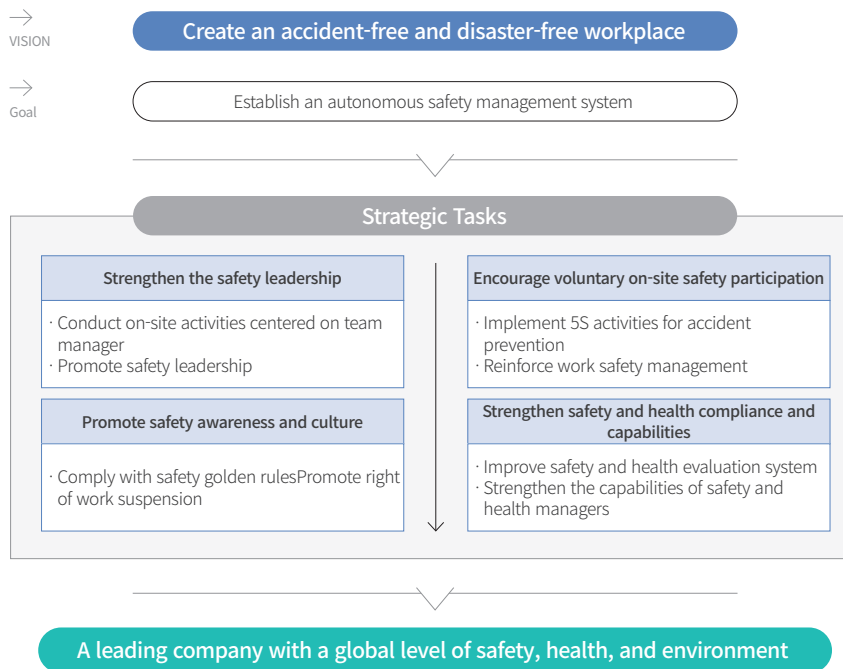 VISION
Create an accident-free and disaster-free workplace
Goal
Establish an autonomous safety management system
Strategic Tasks
Strengthen the safety leadership
· Conduct on-site activities centered on team
manager
· Promote safety leadership
Encourage voluntary on-site safety participation
· Implement 5S activities for accident
prevention
· Reinforce work safety management
Promote safety awareness and culture
· Comply with safety golden rulesPromote right
of work suspension
Strengthen safety and health compliance and
capabilities
· Improve safety and health evaluation system
· Strengthen the capabilities of safety and
health managers
A leading company with a global level of safety, health, and environment